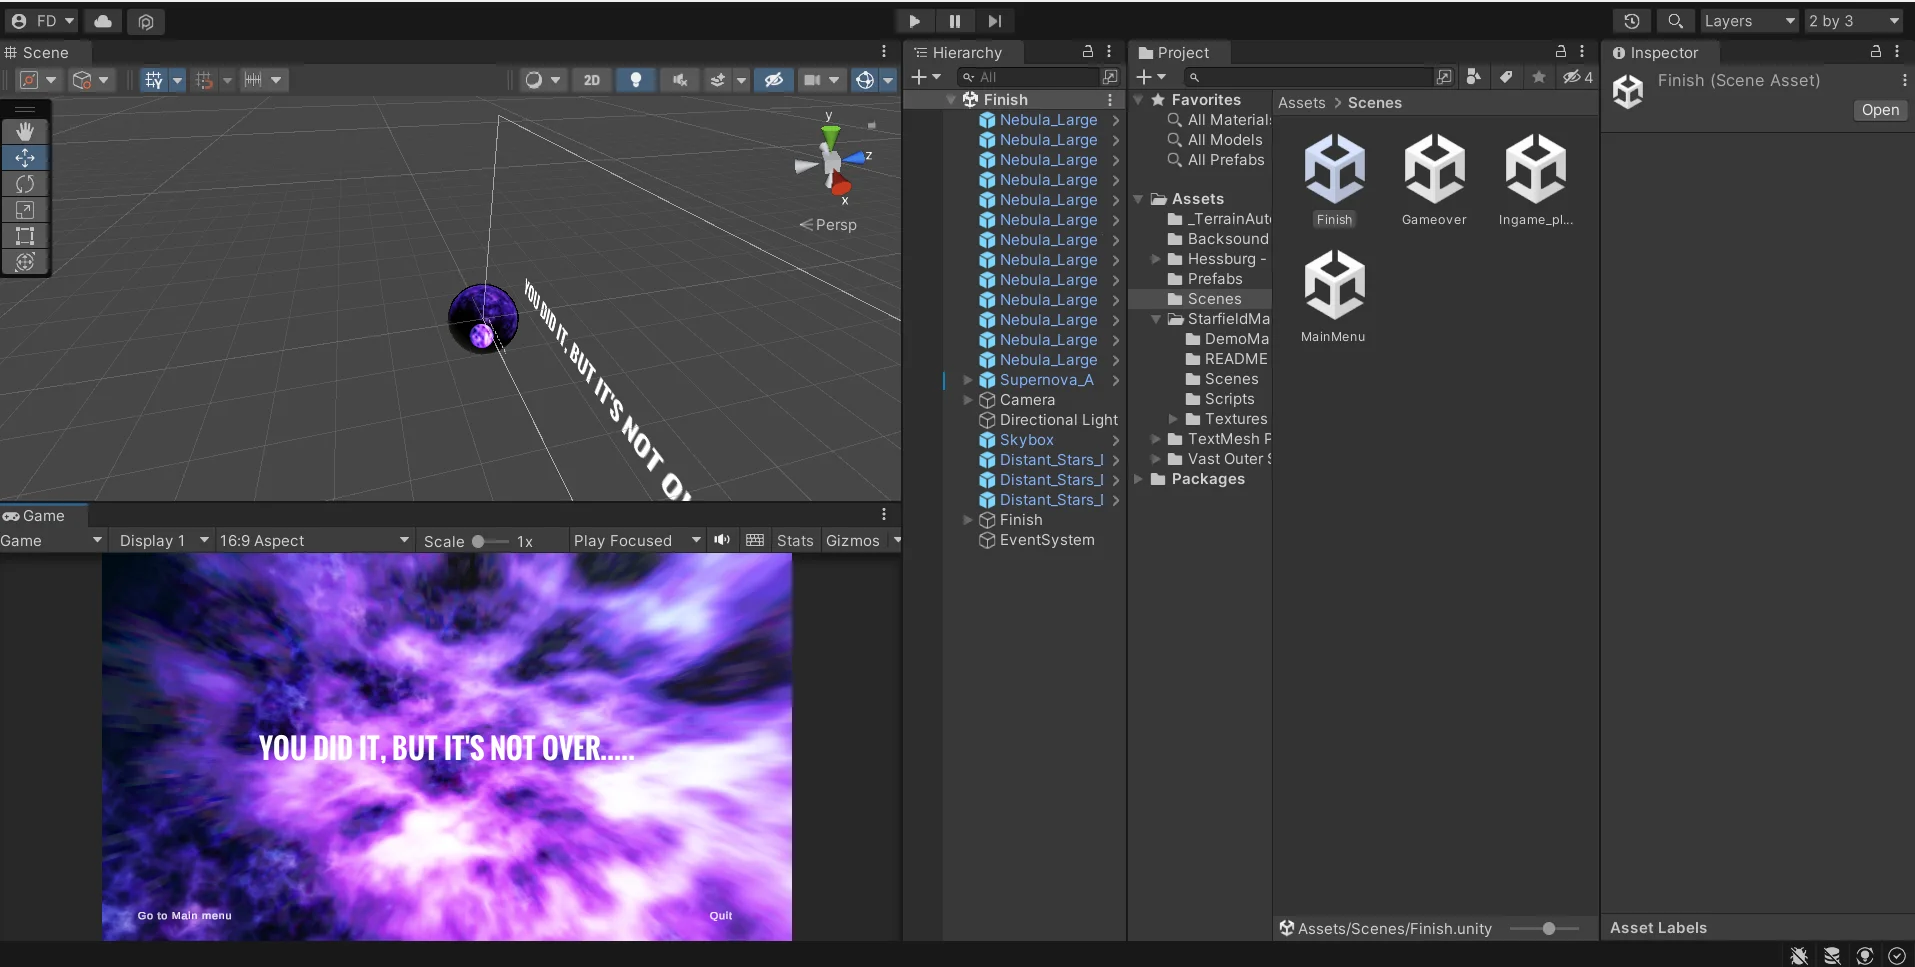 FD
Layers
2 by 3
Scene
2D
y
z
x
Persp
YOU DID IT, BUT IT'S NOT O
Game
Game
Display 1
16:9 Aspect
Scale
1x
Play Focused
Stats
Gizmos
YOU DID IT, BUT IT'S NOT OVER.....
Go to Main menu
Quit
Hierarchy
All
Finish
Nebula_Large
Nebula_Large
Nebula_Large
Nebula_Large
Nebula_Large
Nebula_Large
Nebula_Large
Nebula_Large
Nebula_Large
Nebula_Large
Nebula_Large
Nebula_Large
Nebula_Large
Supernova_A
Camera
Directional Light
Skybox
Distant_Stars_
Distant_Stars_
Distant_Stars_
Finish
EventSystem
Project
4
Favorites
All Materials
All Models
All Prefabs
Assets
_TerrainAuto
Backsound
Hessburg -
Prefabs
Scenes
StarfieldMa
DemoMa
README
Scenes
Scripts
Textures
TextMesh P
Vast Outer S
Packages
Assets > Scenes
Finish
Gameover
Ingame_pl...
MainMenu
Assets/Scenes/Finish.unity
Inspector
Finish (Scene Asset)
Open
Asset Labels